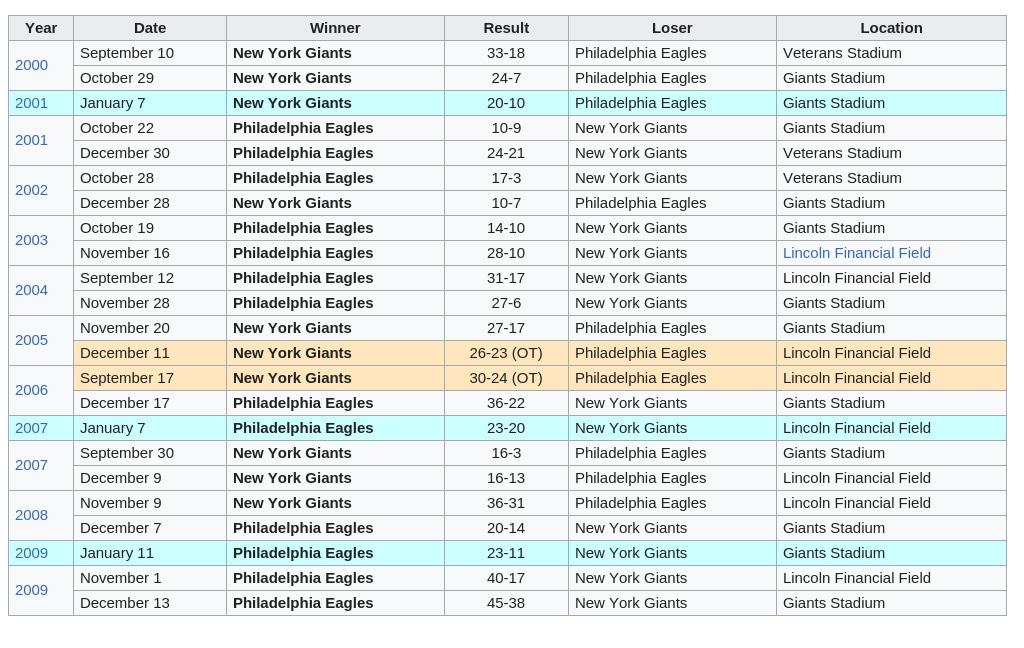 Year Date Winner Result Loser Location
2000 September 10 New York Giants 33-18 Philadelphia Eagles Veterans Stadium
October 29 New York Giants 24-7 Philadelphia Eagles Giants Stadium
2001 January 7 New York Giants 20-10 Philadelphia Eagles Giants Stadium
2001 October 22 Philadelphia Eagles 10-9 New York Giants Giants Stadium
December 30 Philadelphia Eagles 24-21 New York Giants Veterans Stadium
2002 October 28 Philadelphia Eagles 17-3 New York Giants Veterans Stadium
December 28 New York Giants 10-7 Philadelphia Eagles Giants Stadium
2003 October 19 Philadelphia Eagles 14-10 New York Giants Giants Stadium
November 16 Philadelphia Eagles 28-10 New York Giants Lincoln Financial Field
2004 September 12 Philadelphia Eagles 31-17 New York Giants Lincoln Financial Field
November 28 Philadelphia Eagles 27-6 New York Giants Giants Stadium
2005 November 20 New York Giants 27-17 Philadelphia Eagles Giants Stadium
December 11 New York Giants 26-23 (OT) Philadelphia Eagles Lincoln Financial Field
2006 September 17 New York Giants 30-24 (OT) Philadelphia Eagles Lincoln Financial Field
December 17 Philadelphia Eagles 36-22 New York Giants Giants Stadium
2007 January 7 Philadelphia Eagles 23-20 New York Giants Lincoln Financial Field
2007 September 30 New York Giants 16-3 Philadelphia Eagles Giants Stadium
December 9 New York Giants 16-13 Philadelphia Eagles Lincoln Financial Field
2008 November 9 New York Giants 36-31 Philadelphia Eagles Lincoln Financial Field
December 7 Philadelphia Eagles 20-14 New York Giants Giants Stadium
2009 January 11 Philadelphia Eagles 23-11 New York Giants Giants Stadium
2009 November 1 Philadelphia Eagles 40-17 New York Giants Lincoln Financial Field
December 13 Philadelphia Eagles 45-38 New York Giants Giants Stadium